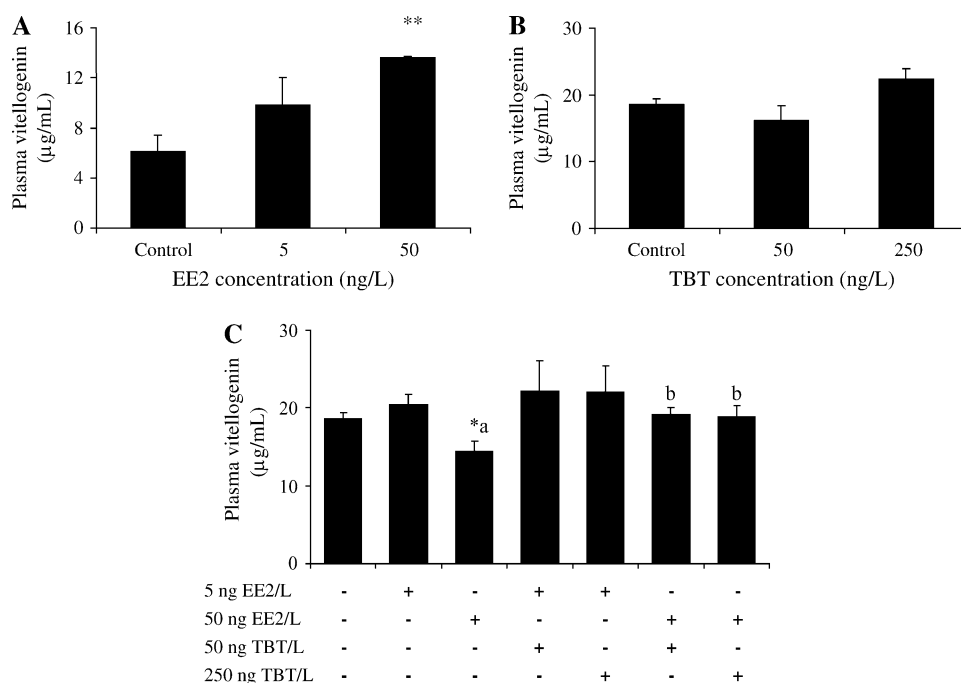 A
Plasma vitellogenin
(µg/mL)
16
12
8
4
0
**
Control 5 50
EE2 concentration (ng/L)
B
Plasma vitellogenin
(µg/mL)
30
20
10
0
Control 50 250
TBT concentration (ng/L)
C
Plasma vitellogenin
(µg/mL)
30
20
10
0
*a
b
b
5 ng EE2/L - + - + + - -
50 ng EE2/L - - + - - + +
50 ng TBT/L - - - + - + -
250 ng TBT/L - - - - + - +